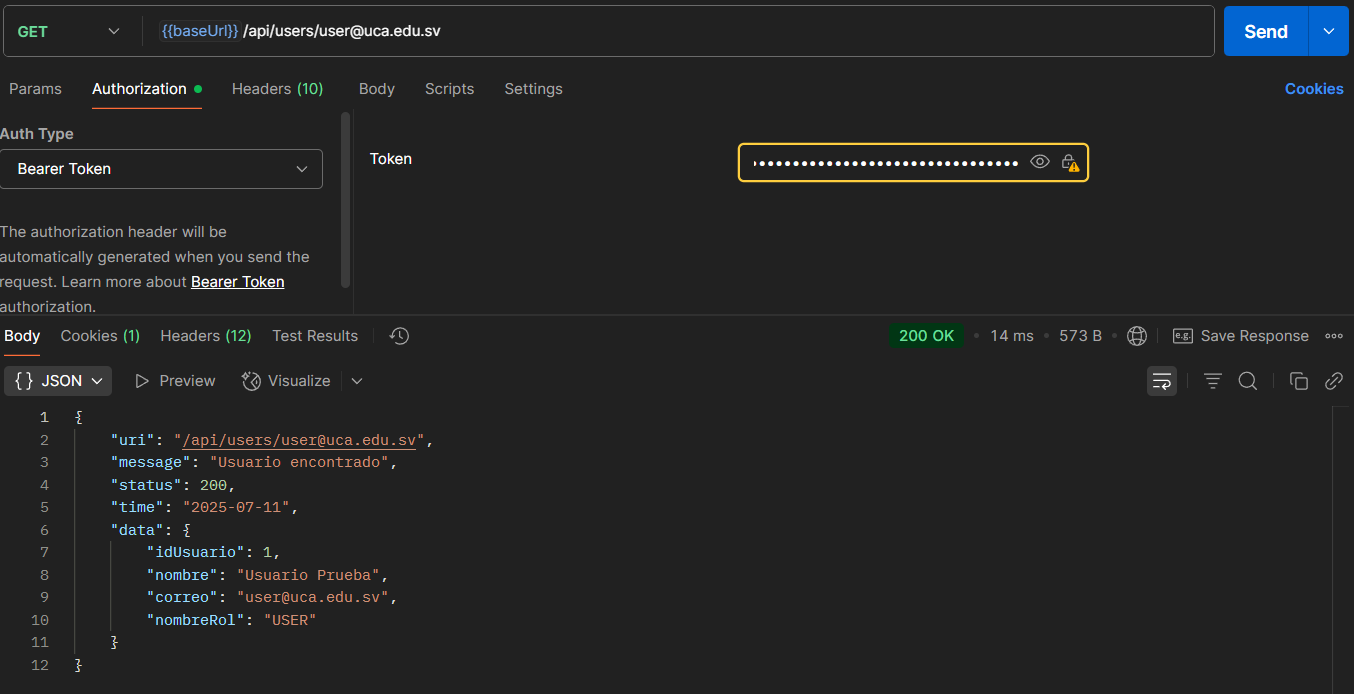 GET {{baseUrl}} /api/users/user@uca.edu.sv Send
Params Authorization Headers (10) Body Scripts Settings Cookies
Auth Type
Bearer Token
Token
The authorization header will be
automatically generated when you send the
request. Learn more about Bearer Token
authorization.
Body Cookies (1) Headers (12) Test Results 200 OK 14 ms 573 B e.g. Save Response
{} JSON Preview Visualize
1 {
2 "uri": "/api/users/user@uca.edu.sv",
3 "message": "Usuario encontrado",
4 "status": 200,
5 "time": "2025-07-11",
6 "data": {
7 "idUsuario": 1,
8 "nombre": "Usuario Prueba",
9 "correo": "user@uca.edu.sv",
10 "nombreRol": "USER"
11 }
12 }